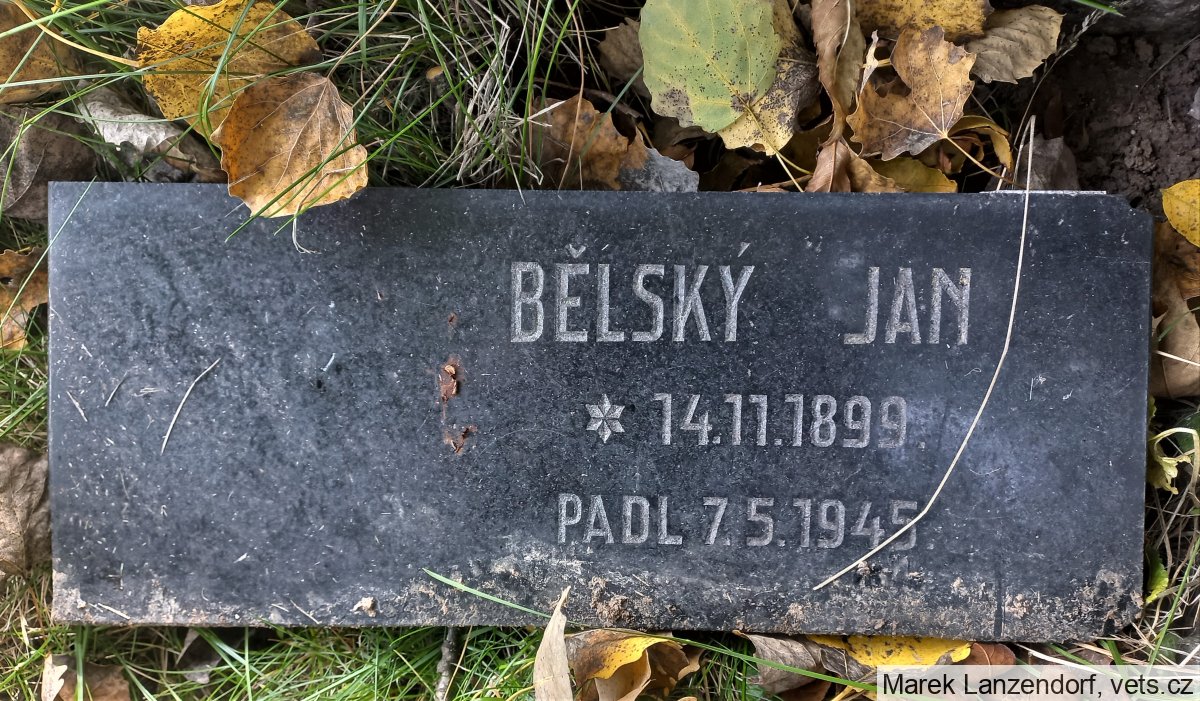 BĚLSKÝ JAN
* 14.11.1899.
PADL 7.5.1945.
Marek Lanzendorf, vets.cz